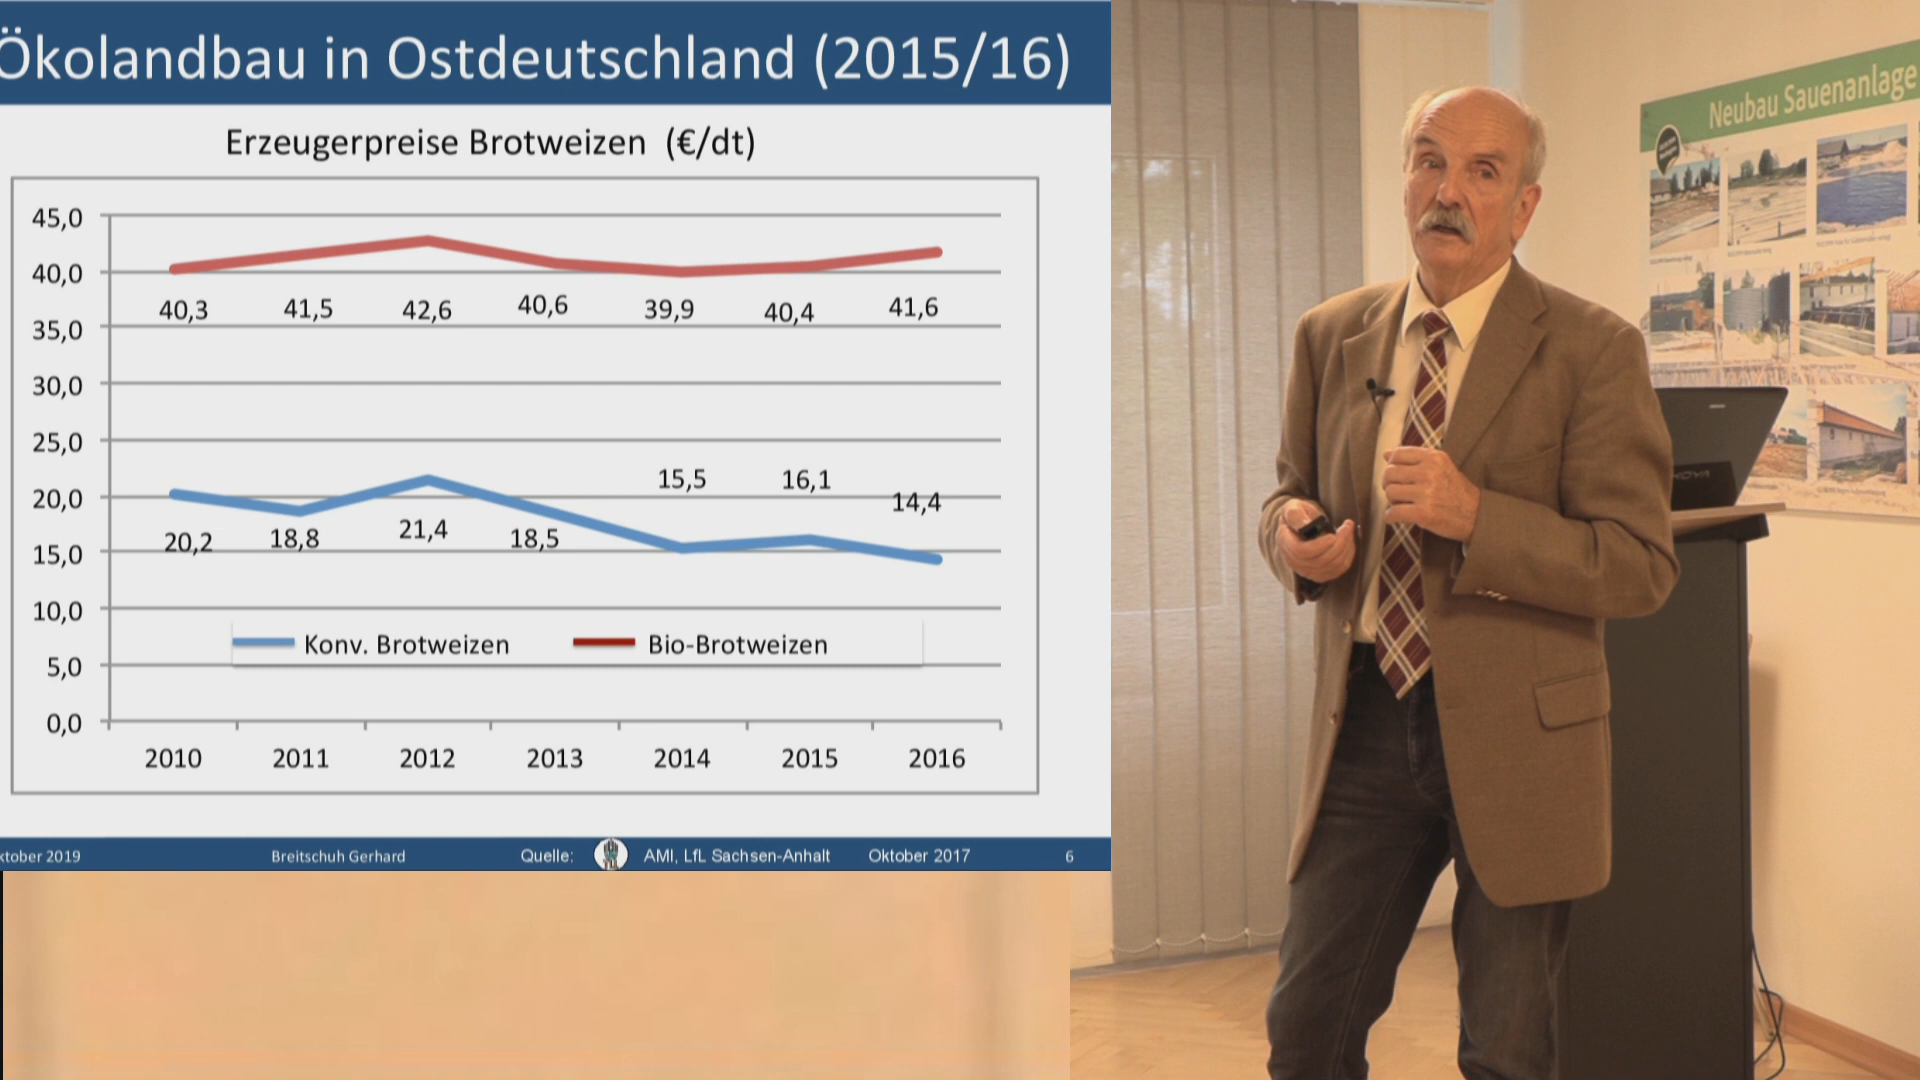 Ökolandbau in Ostdeutschland (2015/16)
Erzeugerpreise Brotweizen (€/dt)
45,0
40,0
35,0
30,0
25,0
20,0
15,0
10,0
5,0
0,0
40,3 41,5 42,6 40,6 39,9 40,4 41,6
20,2 18,8 21,4 18,5 15,5 16,1 14,4
Konv. Brotweizen Bio-Brotweizen
2010 2011 2012 2013 2014 2015 2016
ktober 2019 Breitschuh Gerhard Quelle: AMI, LfL Sachsen-Anhalt Oktober 2017 6
Neubau Sauenanlage